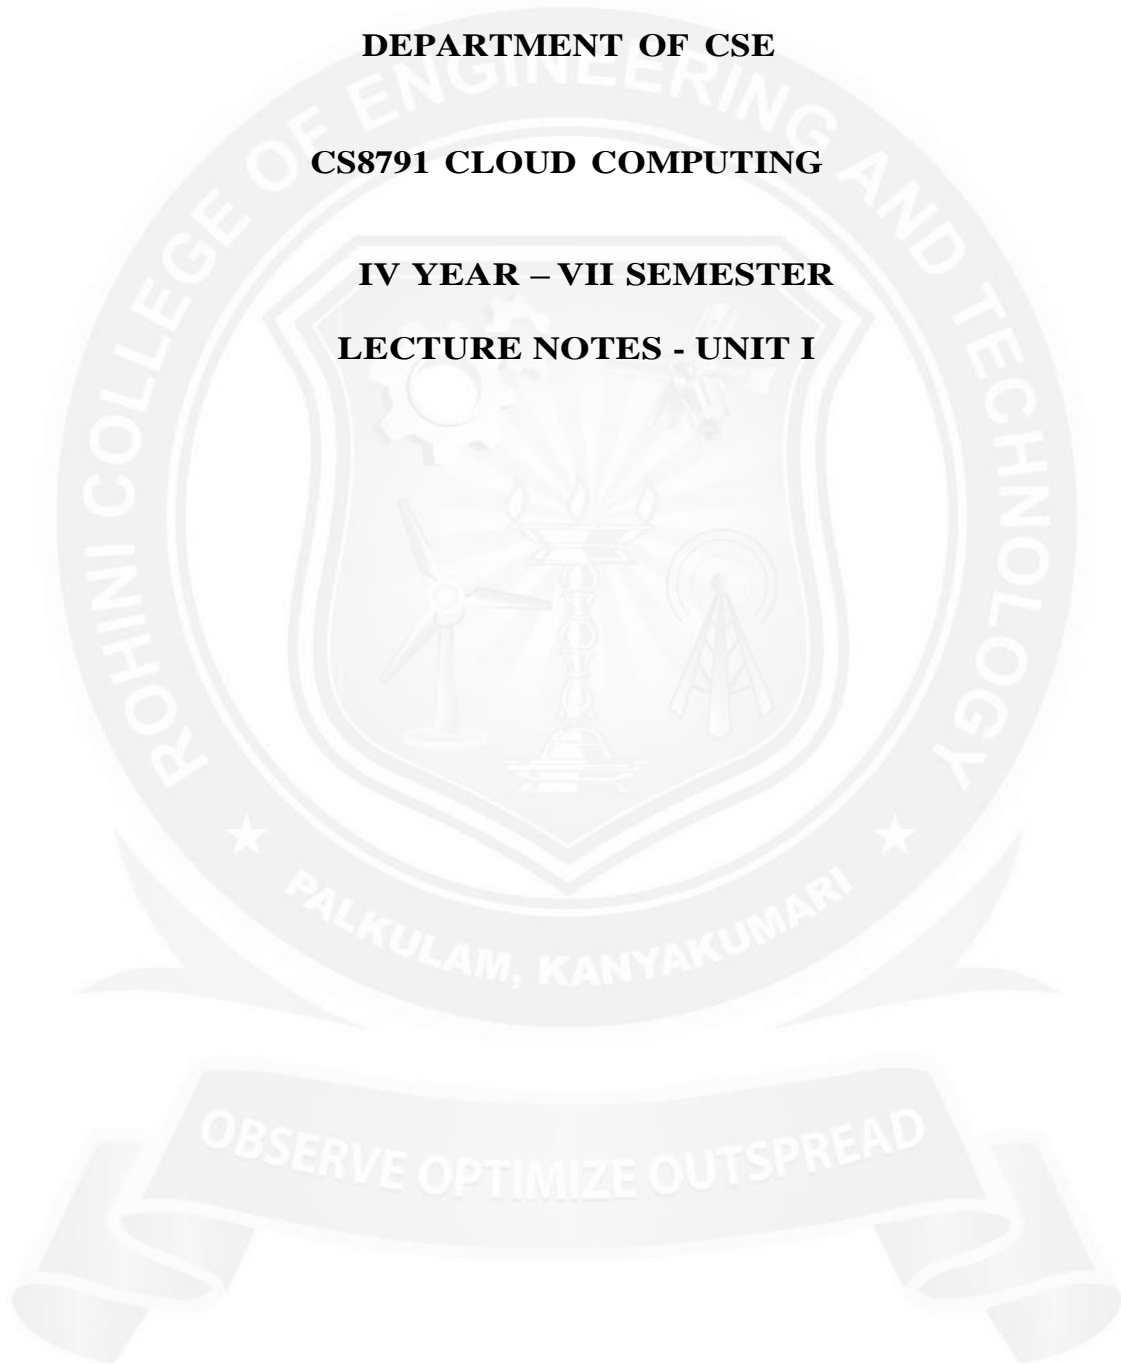 DEPARTMENT OF CSE
CS8791 CLOUD COMPUTING
IV YEAR – VII SEMESTER
LECTURE NOTES - UNIT I
ROHINI COLLEGE OF ENGINEERING AND TECHNOLOGY
PALKULAM, KANYAKUMARI
OBSERVE OPTIMIZE OUTSPREAD